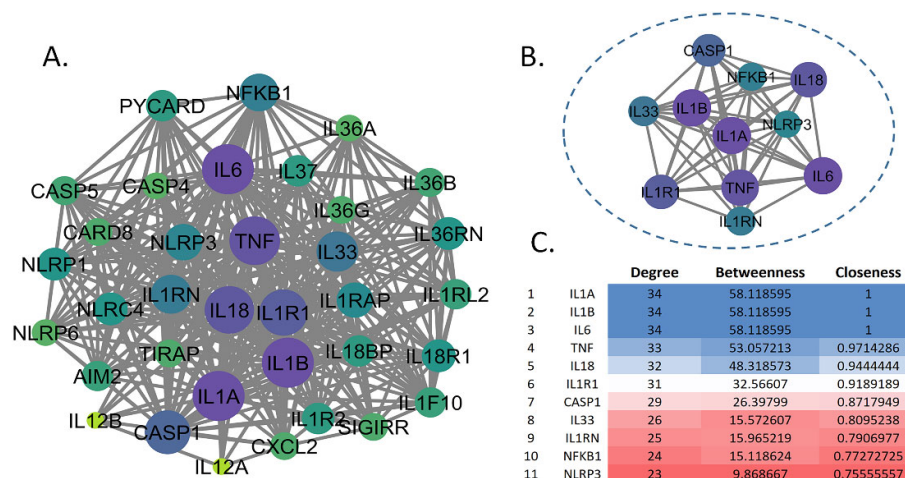 A.
NFKB1
PYCARD
IL36A
IL6
IL37
CASP5
CASP4
IL36B
IL36G
CARD8
NLRP3
TNF
IL33
IL36RN
NLRP1
NLRC4
IL1RN
IL18
IL1R1
IL1RAP
IL1RL2
NLRP6
TIRAP
IL1B
IL18BP
IL18R1
AIM2
IL1A
IL1F10
IL12B
IL1R2
SIGIRR
CASP1
CXCL2
IL12A
B.
CASP1
NFKB1
IL18
IL33
IL1B
IL1A
NLRP3
IL1R1
TNF
IL6
IL1RN
C.
Degree Betweenness Closeness
1 IL1A 34 58.118595 1
2 IL1B 34 58.118595 1
3 IL6 34 58.118595 1
4 TNF 33 53.057213 0.9714286
5 IL18 32 48.318573 0.9444444
6 IL1R1 31 32.56607 0.9189189
7 CASP1 29 26.39799 0.8717949
8 IL33 26 15.572607 0.8095238
9 IL1RN 25 15.965219 0.7906977
10 NFKB1 24 15.118624 0.77272725
11 NLRP3 23 9.868667 0.75555557